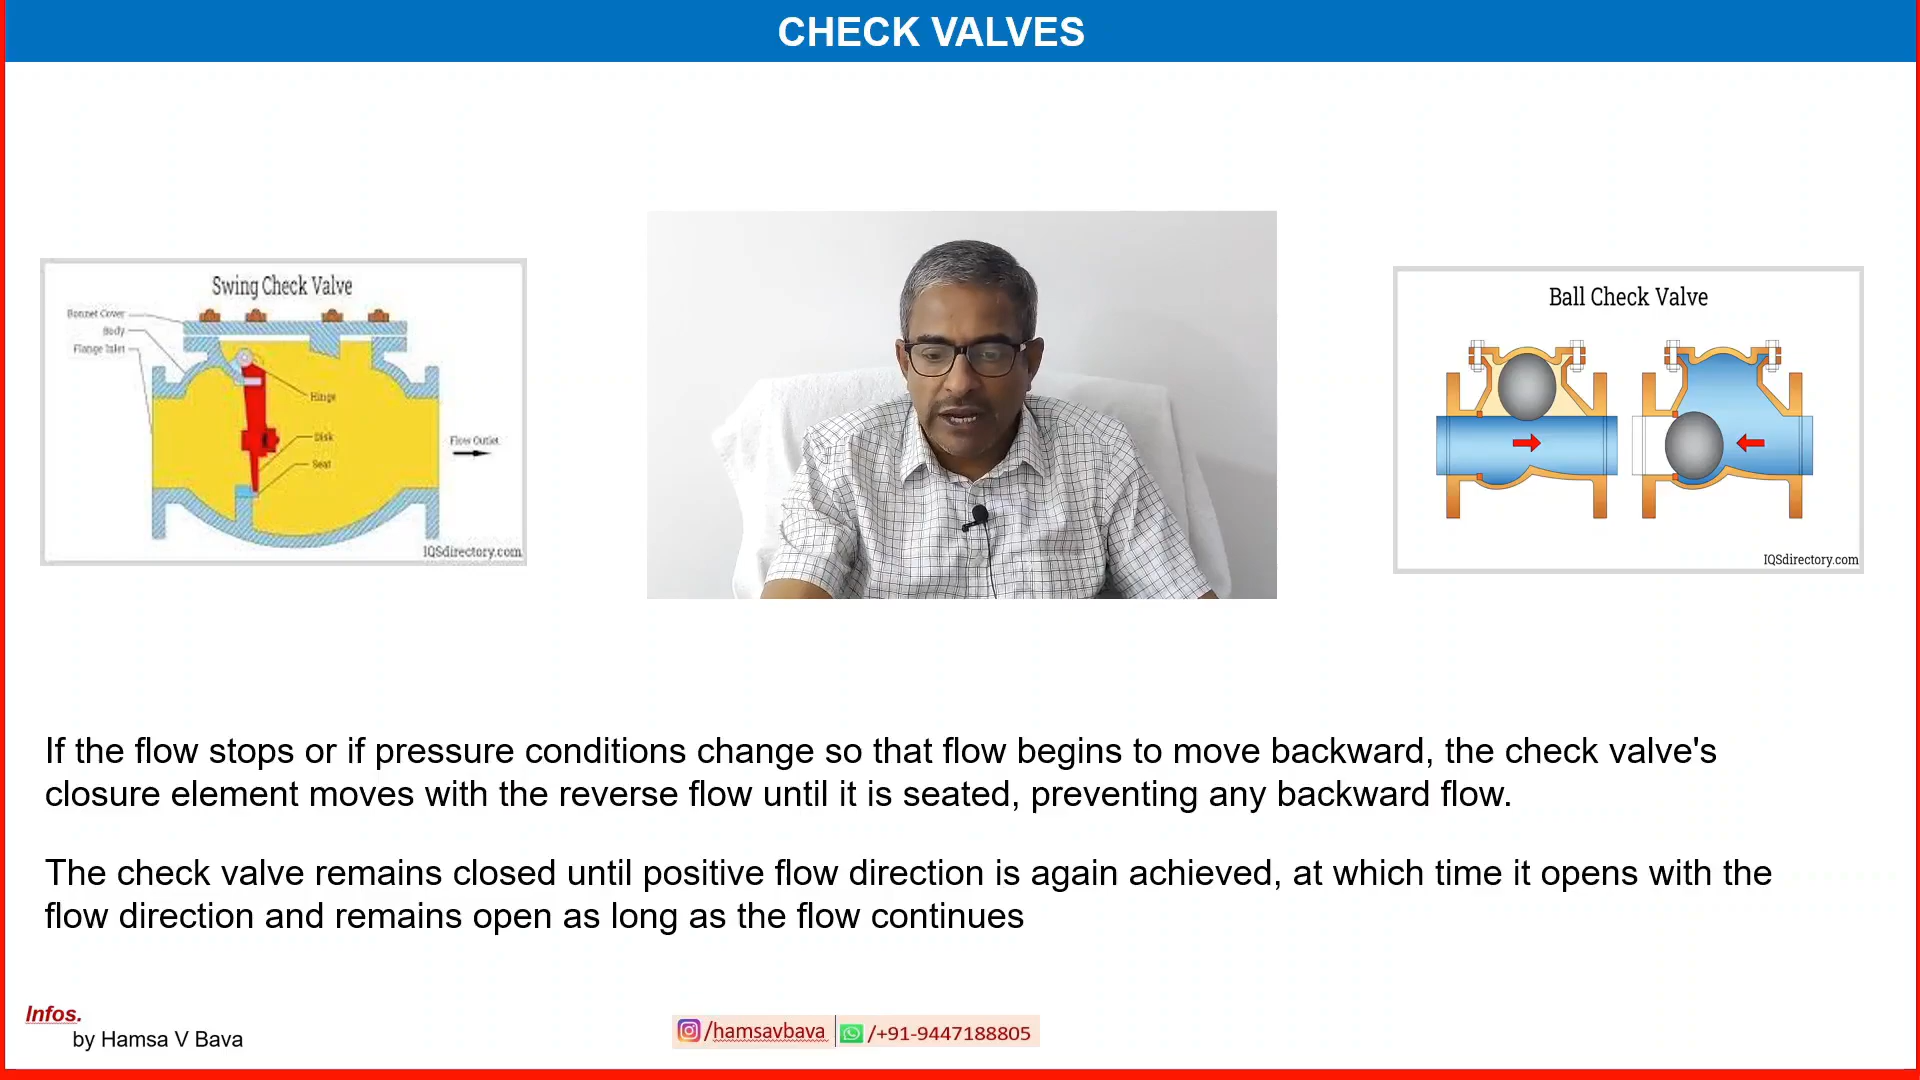 CHECK VALVES
Swing Check Valve
Bonnet Cover
Body
Flange Inlet
Hinge
Disk
Seat
Flow Outlet
IQSdirectory.com
Ball Check Valve
IQSdirectory.com
If the flow stops or if pressure conditions change so that flow begins to move backward, the check valve's
closure element moves with the reverse flow until it is seated, preventing any backward flow.
The check valve remains closed until positive flow direction is again achieved, at which time it opens with the
flow direction and remains open as long as the flow continues
Infos.
by Hamsa V Bava
/hamsavbava
/+91-9447188805